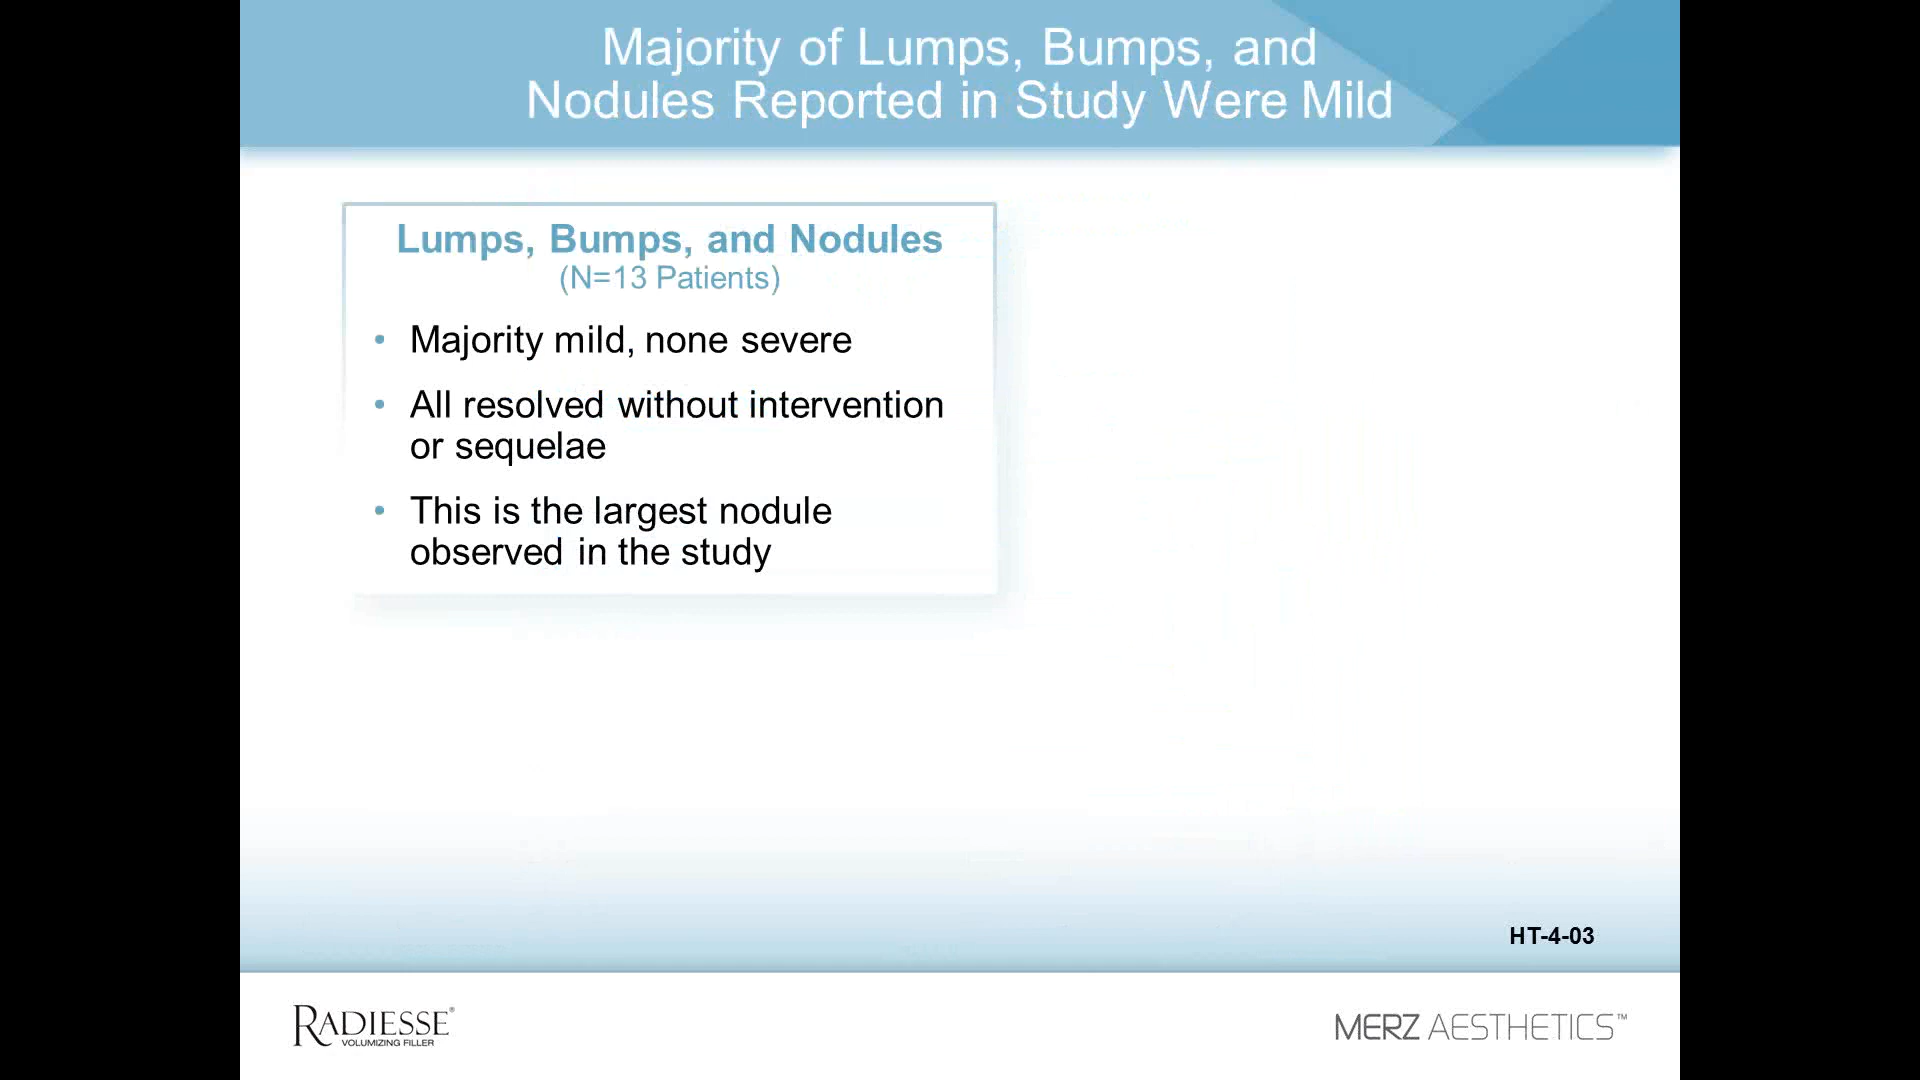 Majority of Lumps, Bumps, and
Nodules Reported in Study Were Mild
Lumps, Bumps, and Nodules
(N=13 Patients)
• Majority mild, none severe
• All resolved without intervention
or sequelae
• This is the largest nodule
observed in the study
HT-4-03
RADIESSE®
VOLUMIZING FILLER
MERZ AESTHETICS™